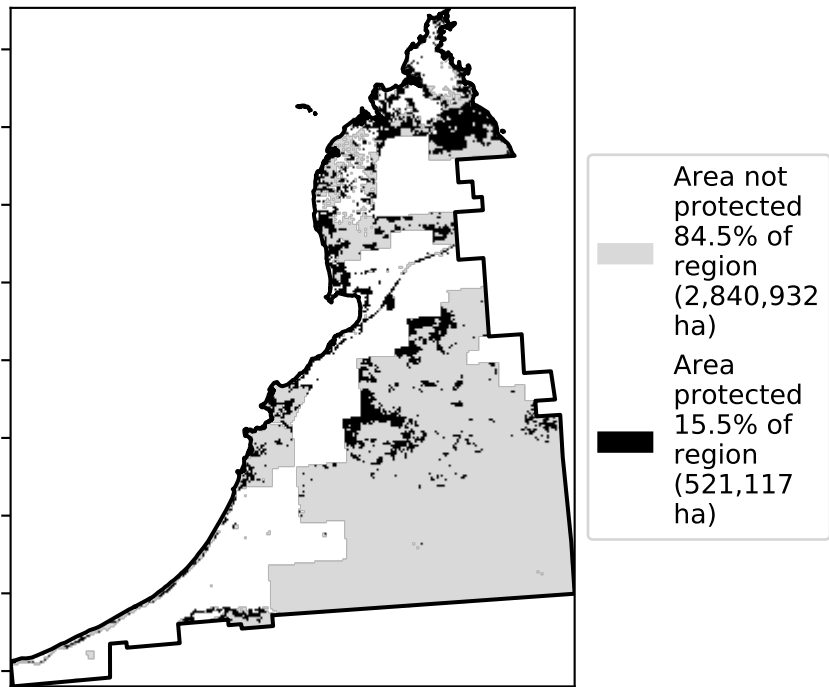 Area not
protected
84.5% of
region
(2,840,932
ha)
Area
protected
15.5% of
region
(521,117
ha)